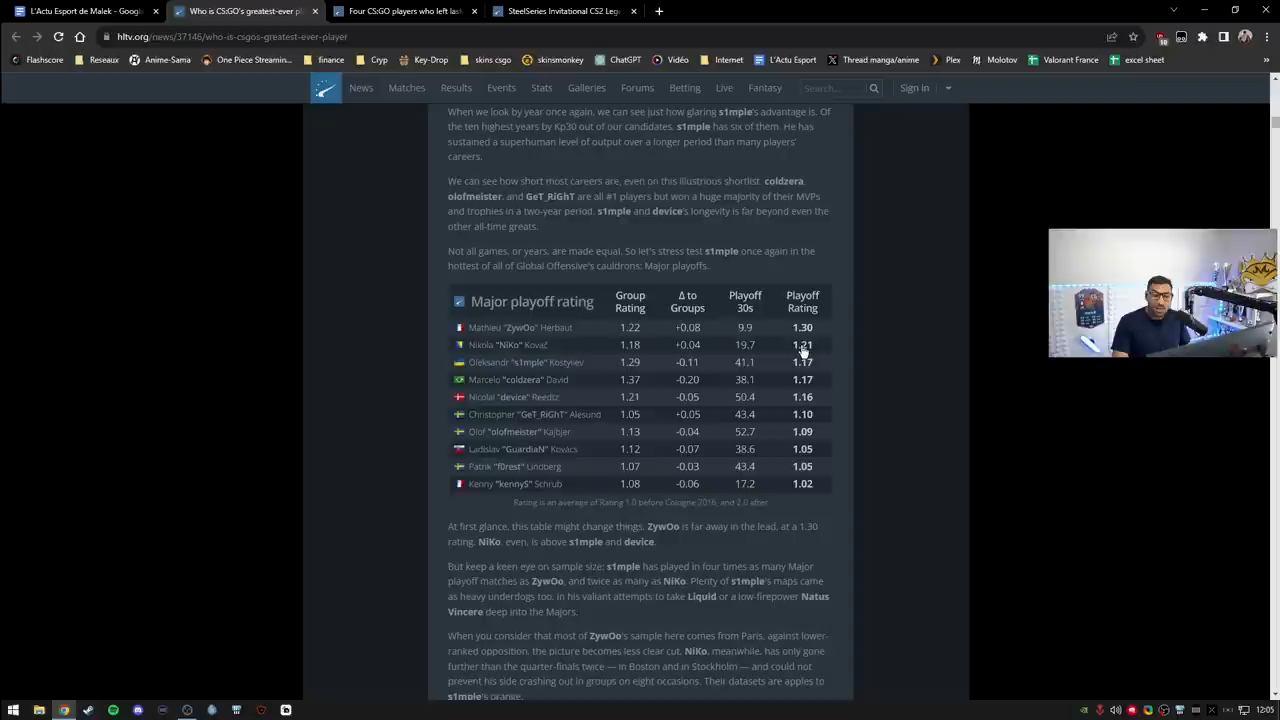 L'Actu Esport de Malek - Google
Who is CS:GO's greatest-ever pl
Four CS:GO players who left las
SteelSeries Invitational CS2 Leg
hltv.org/news/37146/who-is-csgos-greatest-ever-player
Flashscore
Reseaux
Anime-Sama
One Piece Streamin...
finance
Cryp
Key-Drop
skins csgo
skinsmonkey
ChatGPT
Vidéo
Internet
L'Actu Esport
Thread manga/anime
Plex
Molotov
Valorant France
excel sheet
News
Matches
Results
Events
Stats
Galleries
Forums
Betting
Live
Fantasy
Search...
Sign in
When we look by year once again, we can see just how glaring s1mple's advantage is. Of
the ten highest years by Kp30 out of our candidates, s1mple has six of them. He has
sustained a superhuman level of output over a longer period than many players'
careers.
We can see how short most careers are, even on this illustrious shortlist. coldzera,
olofmeister, and GeT_RiGhT are all #1 players but won a huge majority of their MVPs
and trophies in a two-year period. s1mple and device's longevity is far beyond even the
other all-time greats.
Not all games, or years, are made equal. So let's stress test s1mple once again in the
hottest of all of Global Offensive's cauldrons: Major playoffs.
Major playoff rating Group Rating Δ to Groups Playoff 30s Playoff Rating
Mathieu "ZywOo" Herbaut 1.22 +0.08 9.9 1.30
Nikola "NiKo" Kovač 1.18 +0.04 19.7 1.21
Oleksandr "s1mple" Kostyliev 1.29 -0.11 41.1 1.17
Marcelo "coldzera" David 1.37 -0.20 38.1 1.17
Nicolai "device" Reedtz 1.21 -0.05 50.4 1.16
Christopher "GeT_RiGhT" Alesund 1.05 +0.05 43.4 1.10
Olof "olofmeister" Kajbjer 1.13 -0.04 52.7 1.09
Ladislav "GuardiaN" Kovács 1.12 -0.07 38.6 1.05
Patrik "f0rest" Lindberg 1.07 -0.03 43.4 1.05
Kenny "kennyS" Schrub 1.08 -0.06 17.2 1.02
Rating is an average of Rating 1.0 before Cologne 2016, and 2.0 after
At first glance, this table might change things. ZywOo is far away in the lead, at a 1.30
rating. NiKo, even, is above s1mple and device.
But keep a keen eye on sample size: s1mple has played in four times as many Major
playoff matches as ZywOo, and twice as many as NiKo. Plenty of s1mple's maps came
as heavy underdogs too, in his valiant attempts to take Liquid or a low-firepower Natus
Vincere deep into the Majors.
When you consider that most of ZywOo's sample here comes from Paris, against lower-
ranked opposition, the picture becomes less clear cut. NiKo, meanwhile, has only gone
further than the quarter-finals twice — in Boston and in Stockholm — and could not
prevent his side crashing out in groups on eight occasions. Their datasets are apples to
s1mple's orange.
12:05